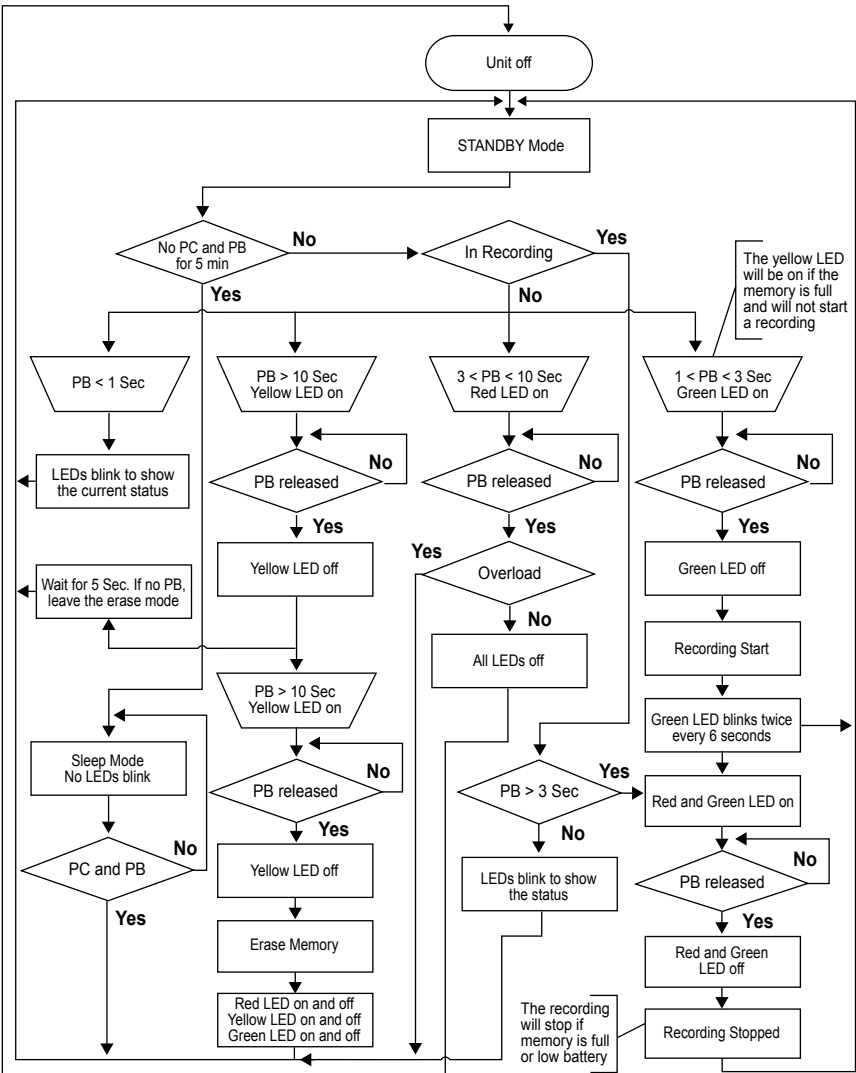 Unit off
STANDBY Mode
No PC and PB
for 5 min
No
Yes
In Recording
Yes
No
The yellow LED
will be on if the
memory is full
and will not start
a recording
PB < 1 Sec
PB > 10 Sec
Yellow LED on
3 < PB < 10 Sec
Red LED on
1 < PB < 3 Sec
Green LED on
LEDs blink to show
the current status
PB released
No
Yes
PB released
No
Yes
PB released
No
Yes
Yellow LED off
Yes
Overload
No
Green LED off
Wait for 5 Sec. If no PB,
leave the erase mode
All LEDs off
Recording Start
PB > 10 Sec
Yellow LED on
Green LED blinks twice
every 6 seconds
Sleep Mode
No LEDs blink
PB released
No
Yes
PB > 3 Sec
Yes
No
Red and Green LED on
PC and PB
No
Yes
Yellow LED off
LEDs blink to show
the status
PB released
No
Yes
Erase Memory
Red and Green
LED off
Red LED on and off
Yellow LED on and off
Green LED on and off
The recording
will stop if
memory is full
or low battery
Recording Stopped